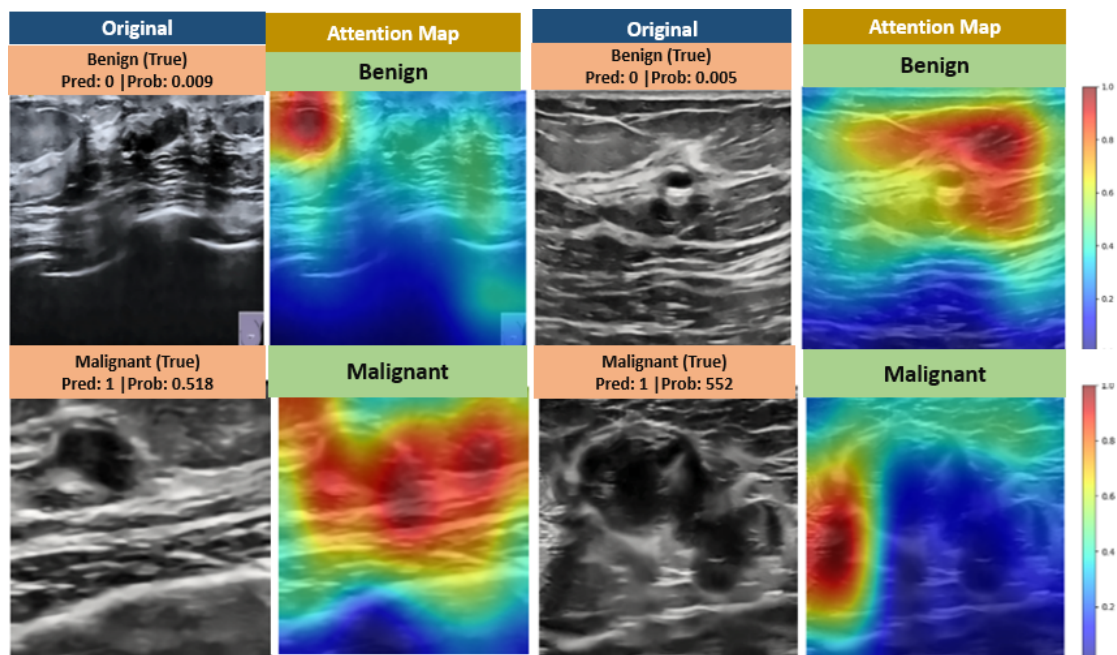 Original
Attention Map
Original
Attention Map
Benign (True)
Pred: 0 |Prob: 0.009
Benign
Benign (True)
Pred: 0 |Prob: 0.005
Benign
1.0
0.8
0.6
0.4
0.2
Malignant (True)
Pred: 1 |Prob: 0.518
Malignant
Malignant (True)
Pred: 1 |Prob: 552
Malignant
1.0
0.8
0.6
0.4
0.2